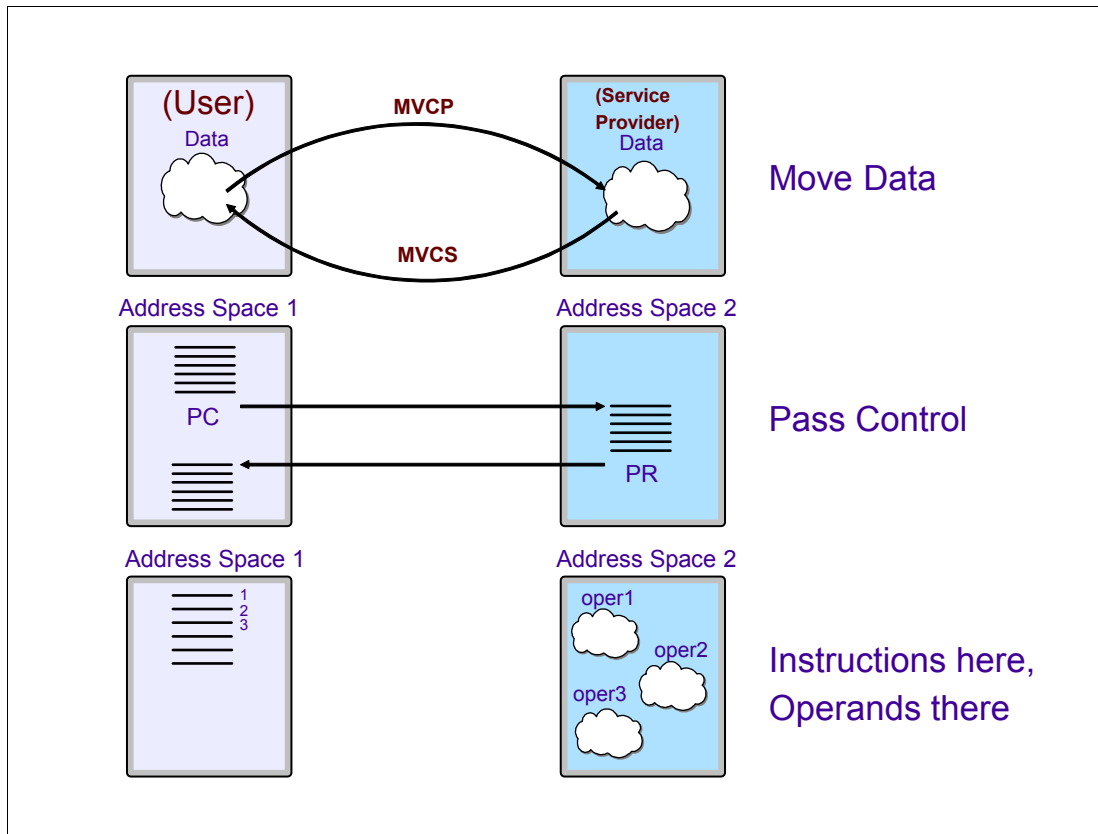 (User)
Data
MVCP
(Service
Provider)
Data
Move Data
MVCS
Address Space 1
Address Space 2
PC
PR
Pass Control
Address Space 1
Address Space 2
1
2
3
oper1
oper2
oper3
Instructions here,
Operands there